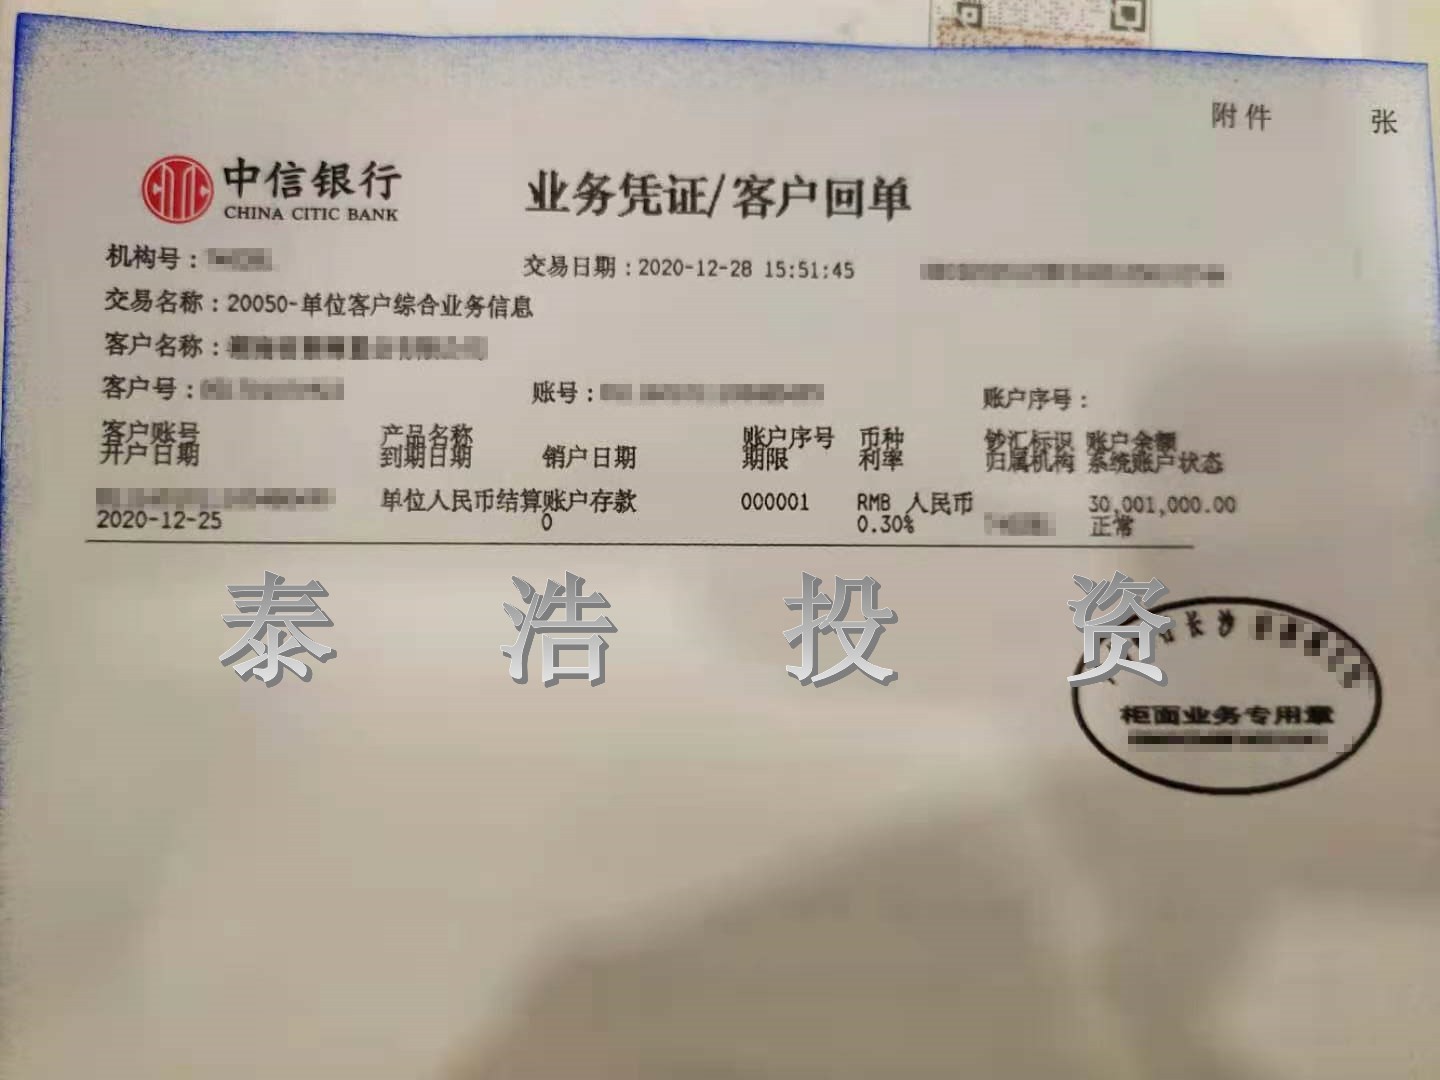 附件 张
中信银行
CHINA CITIC BANK
业务凭证/客户回单
机构号：
交易日期：2020-12-28 15:51:45
交易名称：20050-单位客户综合业务信息
客户名称：
客户号： 账号： 账户序号：
客户账号 产品名称 账户序号 币种 钞汇标识 账户余额
开户日期 到期日期 销户日期 期限 利率 归属机构 系统账户状态
单位人民币结算账户存款 000001 RMB 人民币 30,001,000.00
2020-12-25 0 0.30% 正常
泰浩投资
长沙
柜面业务专用章